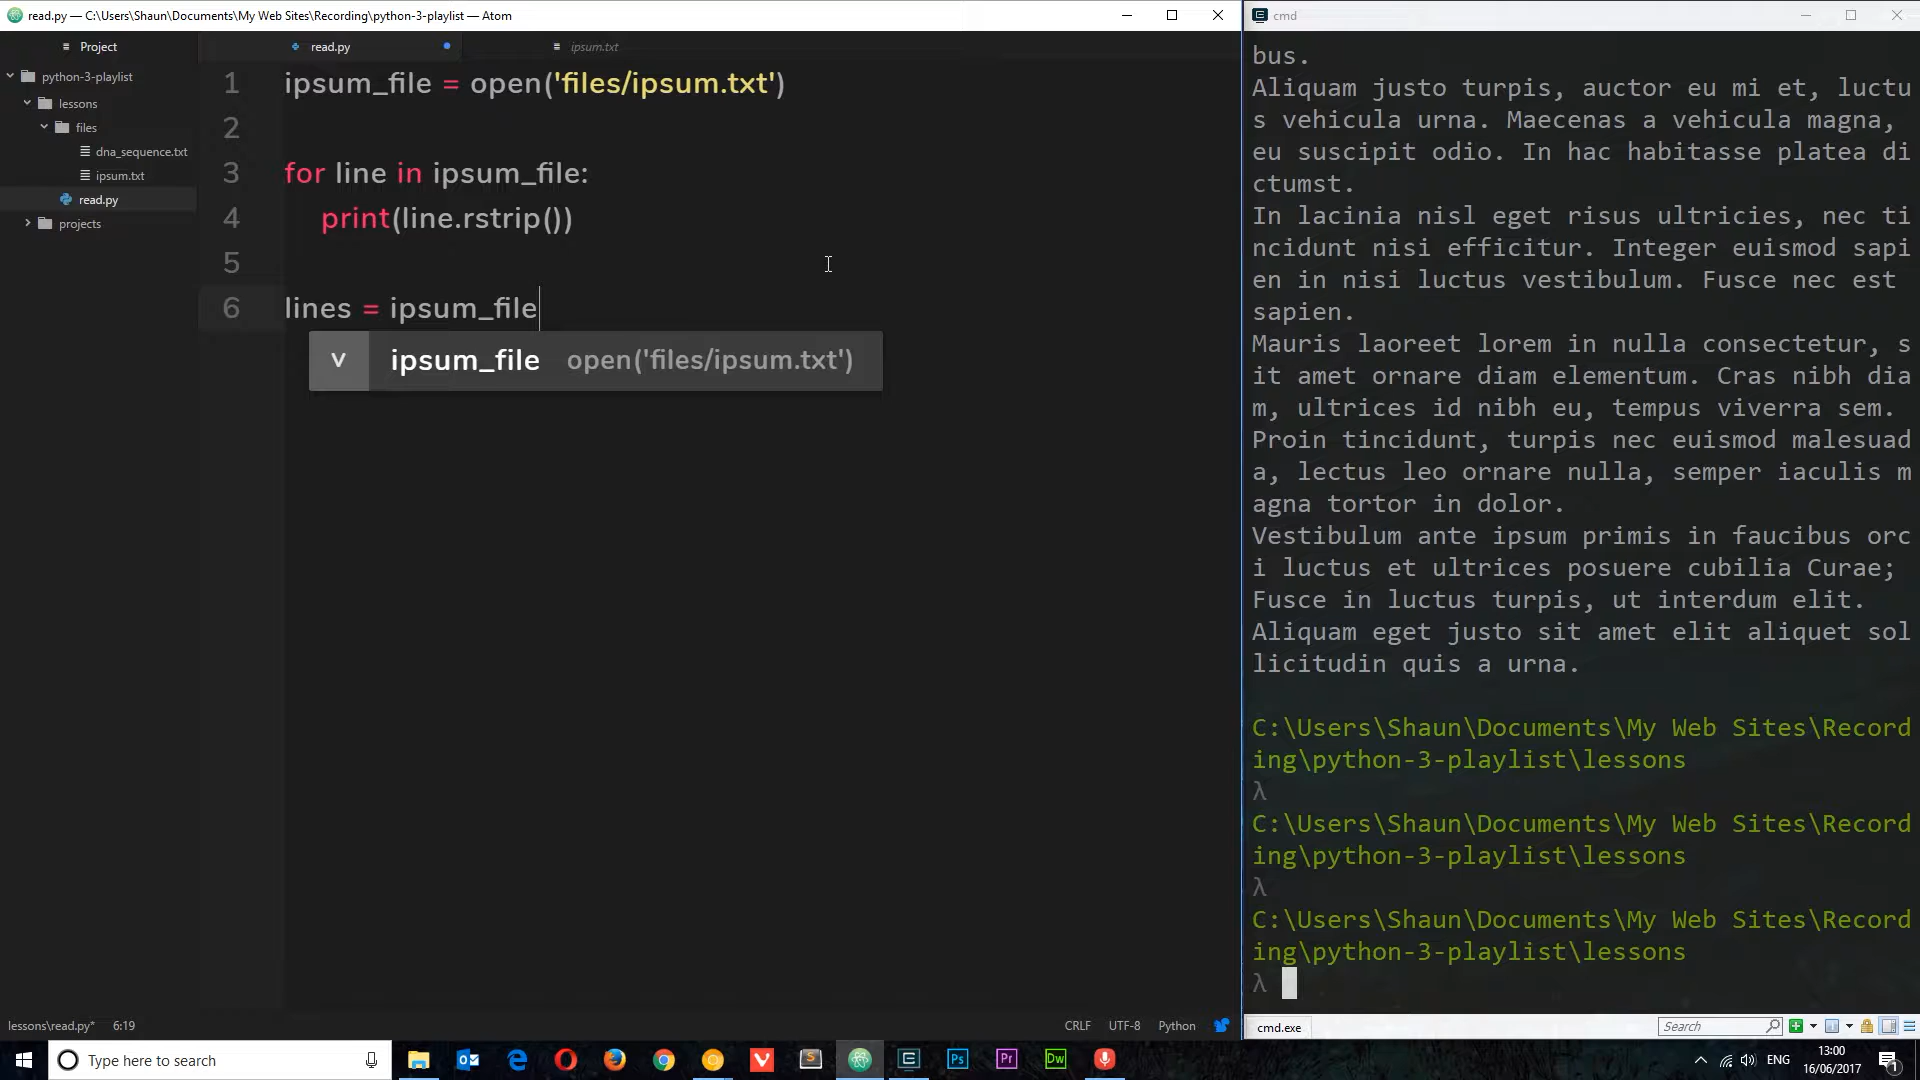 read.py — C:\Users\Shaun\Documents\My Web Sites\Recording\python-3-playlist — Atom
Project
python-3-playlist
lessons
files
dna_sequence.txt
ipsum.txt
read.py
projects
read.py
ipsum.txt
1 ipsum_file = open('files/ipsum.txt')
2
3 for line in ipsum_file:
4 print(line.rstrip())
5
6 lines = ipsum_file
v ipsum_file open('files/ipsum.txt')
lessons\read.py* 6:19
CRLF UTF-8 Python
cmd
bus.
Aliquam justo turpis, auctor eu mi et, luctu
s vehicula urna. Maecenas a vehicula magna,
eu suscipit odio. In hac habitasse platea di
ctumst.
In lacinia nisl eget risus ultricies, nec ti
ncidunt nisi efficitur. Integer euismod sapi
en in nisi luctus vestibulum. Fusce nec est
sapien.
Mauris laoreet lorem in nulla consectetur, s
it amet ornare diam elementum. Cras nibh dia
m, ultrices id nibh eu, tempus viverra sem.
Proin tincidunt, turpis nec euismod malesuad
a, lectus leo ornare nulla, semper iaculis m
agna tortor in dolor.
Vestibulum ante ipsum primis in faucibus orc
i luctus et ultrices posuere cubilia Curae;
Fusce in luctus turpis, ut interdum elit.
Aliquam eget justo sit amet elit aliquet sol
licitudin quis a urna.
C:\Users\Shaun\Documents\My Web Sites\Record
ing\python-3-playlist\lessons
λ
C:\Users\Shaun\Documents\My Web Sites\Record
ing\python-3-playlist\lessons
λ
C:\Users\Shaun\Documents\My Web Sites\Record
ing\python-3-playlist\lessons
λ
cmd.exe
Search
Type here to search
Ps
Pr
Dw
ENG
13:00
16/06/2017
1